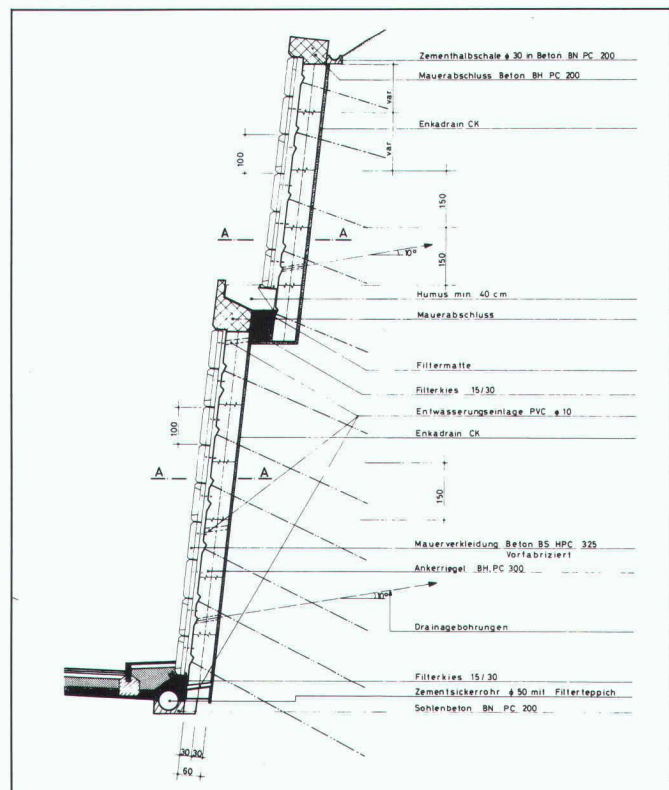 Zementhalbschale ϕ 30 in Beton BN PC 200
Mauerabschluss Beton BH PC 200
var
Enkadrain CK
var
100
150
A A
150
10°
Humus min. 40 cm
Mauerabschluss
Filtermatte
Filterkies 15/30
Entwässerungseinlage PVC ϕ 10
100
Enkadrain CK
A A
150
Mauerverkleidung Beton BS HPC 325
Vorfabriziert
Ankerriegel BH, PC 300
10°
Drainagebohrungen
Filterkies 15/30
Zementsickerrohr ϕ 50 mit Filterteppich
Sohlenbeton BN PC 200
30 30
60